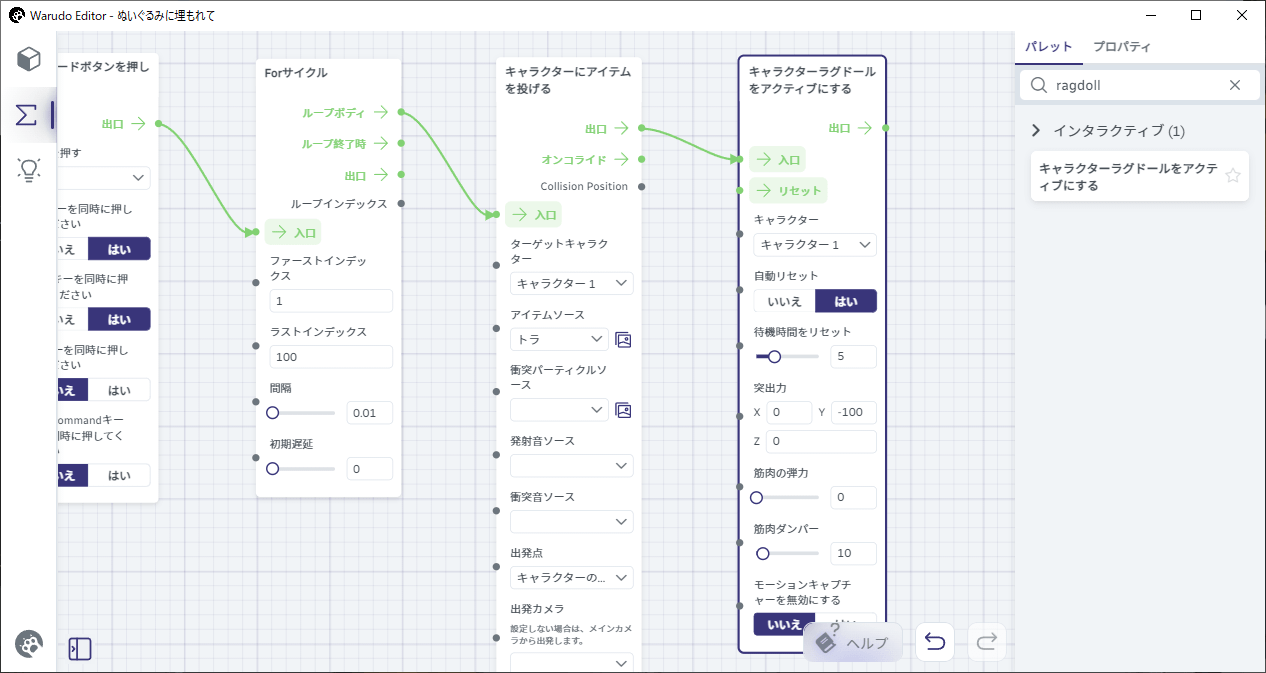 Warudo Editor - ぬいぐるみに埋もれて
ードボタンを押し
出口
押す
ーを同時に押し
ださい
いえ
はい
キーを同時に押
ください
いえ
はい
ーを同時に押し
さい
いえ
はい
ommandキー
同時に押してく
い
いえ
はい
Forサイクル
ループボディ
ループ終了時
出口
ループインデックス
入口
ファーストインデッ
クス
1
ラストインデックス
100
間隔
0.01
初期遅延
0
キャラクターにアイテム
を投げる
出口
オンコライド
Collision Position
入口
ターゲットキャラク
ター
キャラクター 1
アイテムソース
トラ
衝突パーティクルソ
ース
発射音ソース
衝突音ソース
出発点
キャラクターの...
出発カメラ
設定しない場合は、メインカメ
ラから出発します。
キャラクターラグドール
をアクティブにする
出口
入口
リセット
キャラクター
キャラクター 1
自動リセット
いいえ
はい
待機時間をリセット
5
突出力
X 0 Y -100
Z 0
筋肉の弾力
0
筋肉ダンパー
10
モーションキャプチ
ャーを無効にする
いいえ
はい
? ヘルプ
パレット プロパティ
ragdoll
インタラクティブ (1)
キャラクターラグドールをアクテ
ィブにする